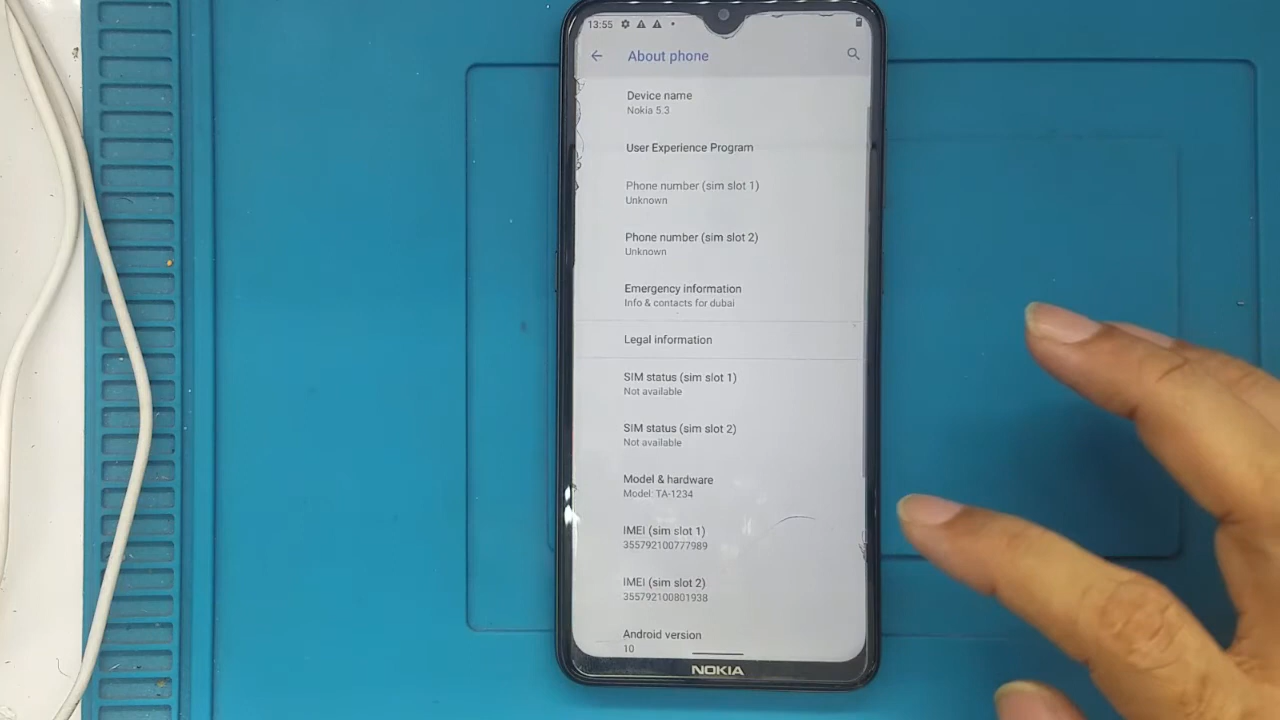 13:55
About phone
Device name
Nokia 5.3
User Experience Program
Phone number (sim slot 1)
Unknown
Phone number (sim slot 2)
Unknown
Emergency information
Info & contacts for dubai
Legal information
SIM status (sim slot 1)
Not available
SIM status (sim slot 2)
Not available
Model & hardware
Model: TA-1234
IMEI (sim slot 1)
355792100777989
IMEI (sim slot 2)
355792100801938
Android version
10
NOKIA